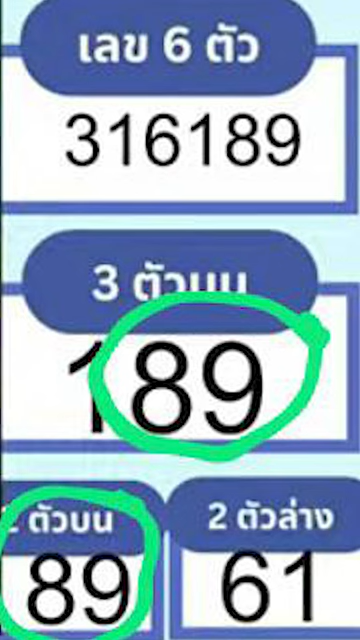 เลข 6 ตัว
316189
3 ตัวบน
189
2 ตัวบน 2 ตัวล่าง
89 61